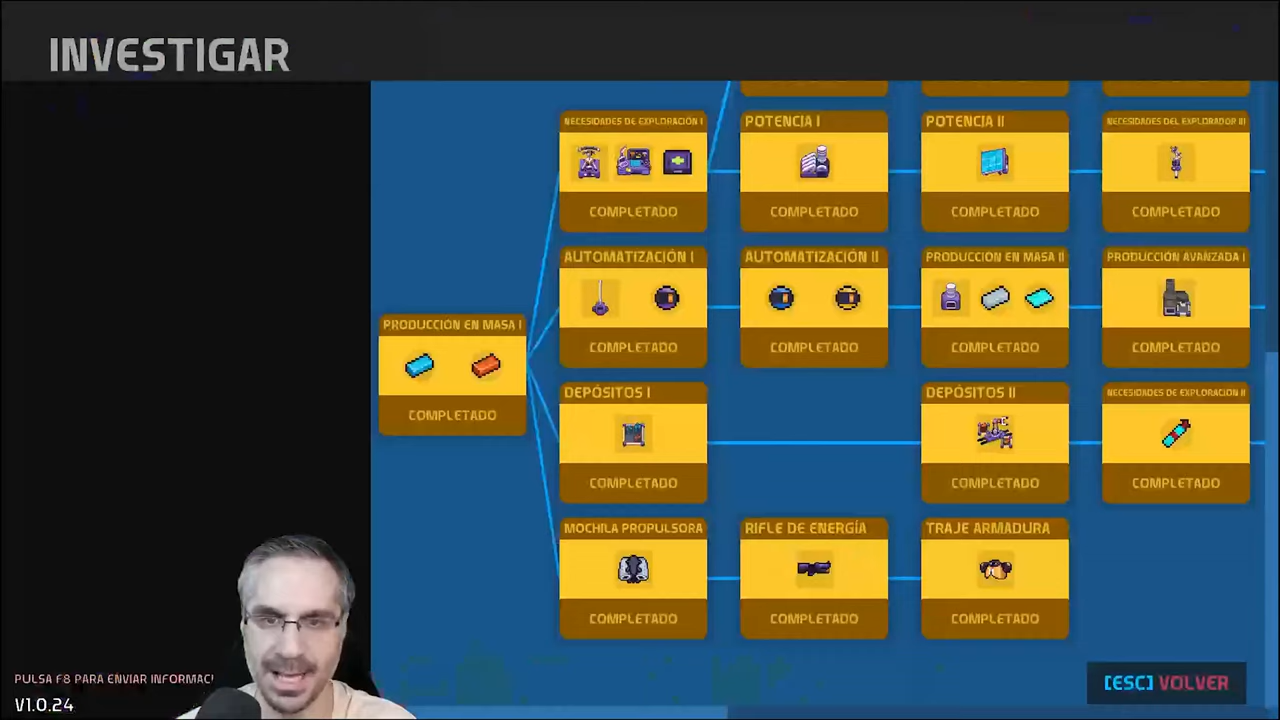 INVESTIGAR
NECESIDADES DE EXPLORACIÓN I
POTENCIA I
POTENCIA II
NECESIDADES DEL EXPLORADOR III
COMPLETADO
COMPLETADO
COMPLETADO
COMPLETADO
AUTOMATIZACIÓN I
AUTOMATIZACIÓN II
PRODUCCIÓN EN MASA II
PRODUCCIÓN AVANZADA I
COMPLETADO
COMPLETADO
COMPLETADO
COMPLETADO
PRODUCCIÓN EN MASA I
COMPLETADO
DEPÓSITOS I
DEPÓSITOS II
NECESIDADES DE EXPLORACIÓN II
COMPLETADO
COMPLETADO
COMPLETADO
MOCHILA PROPULSORA
RIFLE DE ENERGÍA
TRAJE ARMADURA
COMPLETADO
COMPLETADO
COMPLETADO
PULSA F8 PARA ENVIAR INFORMACI
V1.0.24
[ESC] VOLVER